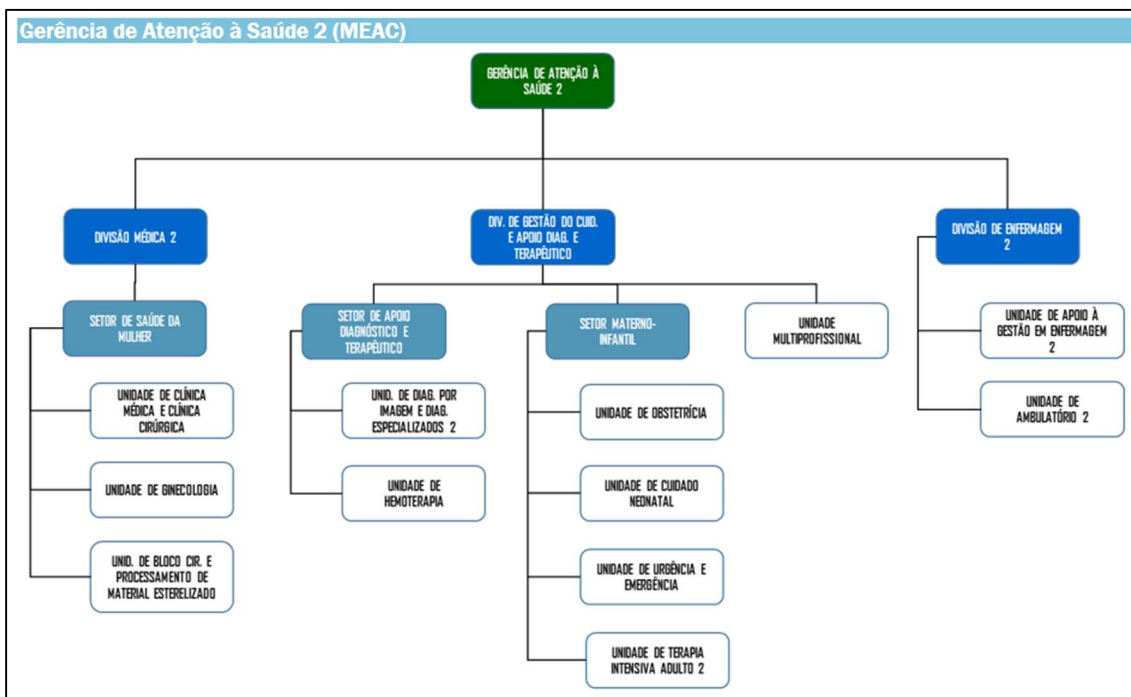 Gerência de Atenção à Saúde 2 (MEAC)
GERÊNCIA DE ATENÇÃO À
SAÚDE 2
DIVISÃO MÉDICA 2
DIV. DE GESTÃO DO CUID.
E APOIO DIAG. E
TERAPÊUTICO
DIVISÃO DE ENFERMAGEM
2
SETOR DE SAÚDE DA
MULHER
UNIDADE DE CLÍNICA
MÉDICA E CLÍNICA
CIRÚRGICA
UNIDADE DE GINECOLOGIA
UNID. DE BLOCO CIR. E
PROCESSAMENTO DE
MATERIAL ESTERELIZADO
SETOR DE APOIO
DIAGNÓSTICO E
TERAPÊUTICO
UNID. DE DIAG. POR
IMAGEM E DIAG.
ESPECIALIZADOS 2
UNIDADE DE
HEMOTERAPIA
SETOR MATERNO-
INFANTIL
UNIDADE DE OBSTETRÍCIA
UNIDADE DE CUIDADO
NEONATAL
UNIDADE DE URGÊNCIA E
EMERGÊNCIA
UNIDADE DE TERAPIA
INTENSIVA ADULTO 2
UNIDADE
MULTIPROFISSIONAL
UNIDADE DE APOIO À
GESTÃO EM ENFERMAGEM
2
UNIDADE DE
AMBULATÓRIO 2